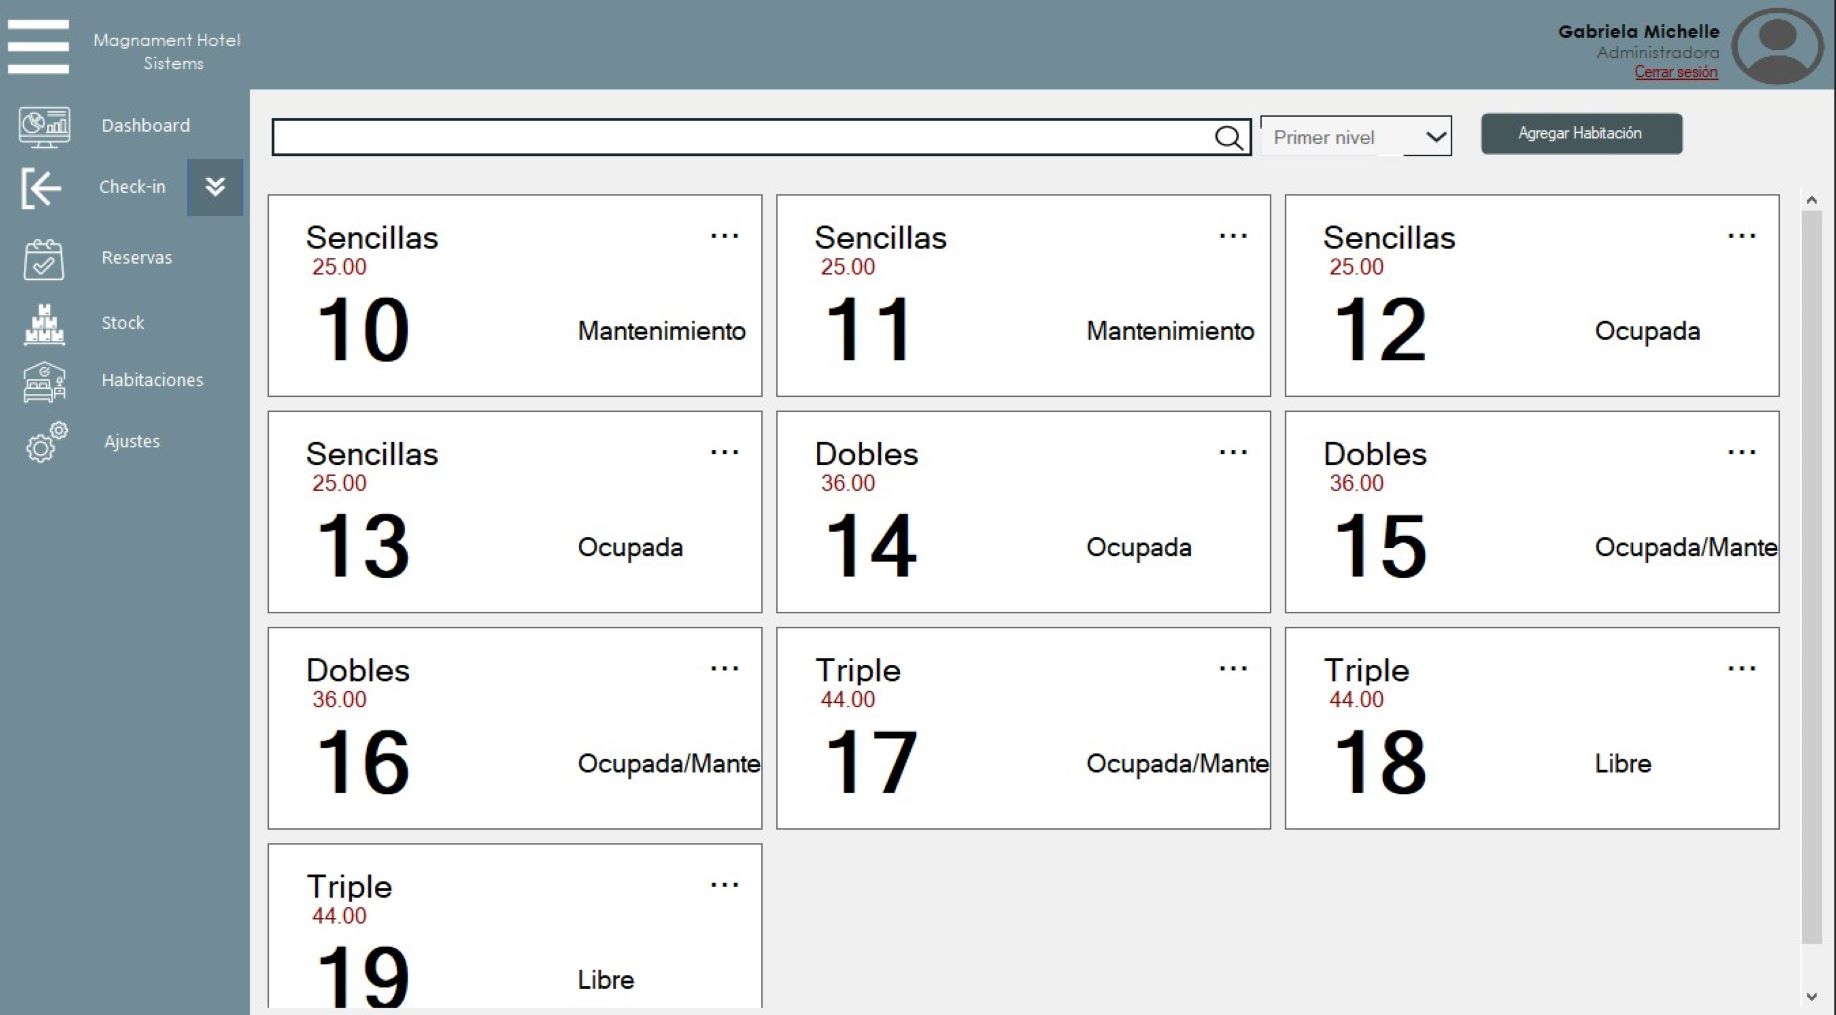 Magnament Hotel
Sistems
Gabriela Michelle
Administradora
Cerrar sesión
Dashboard
Check-in
Reservas
Stock
Habitaciones
Ajustes
Primer nivel
Agregar Habitación
Sencillas ...
25.00
10 Mantenimiento
Sencillas ...
25.00
11 Mantenimiento
Sencillas ...
25.00
12 Ocupada
Sencillas ...
25.00
13 Ocupada
Dobles ...
36.00
14 Ocupada
Dobles ...
36.00
15 Ocupada/Mante
Dobles ...
36.00
16 Ocupada/Mante
Triple ...
44.00
17 Ocupada/Mante
Triple ...
44.00
18 Libre
Triple ...
44.00
19 Libre